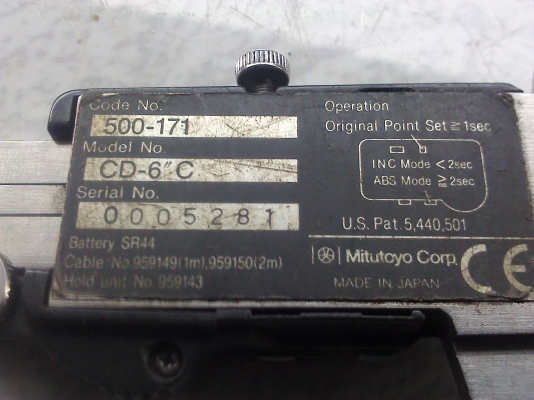 Code No.
500-171
Model No.
CD-6"C
Serial No.
0005281
Battery SR44
Cable: No.959149(1m),959150(2m)
Hold unit No 959143
Operation
Original Point Set ≧ 1sec
INC Mode < 2sec
ABS Mode ≧ 2sec
U.S. Pat. 5,440,501
Mitutoyo Corp.
MADE IN JAPAN
CE